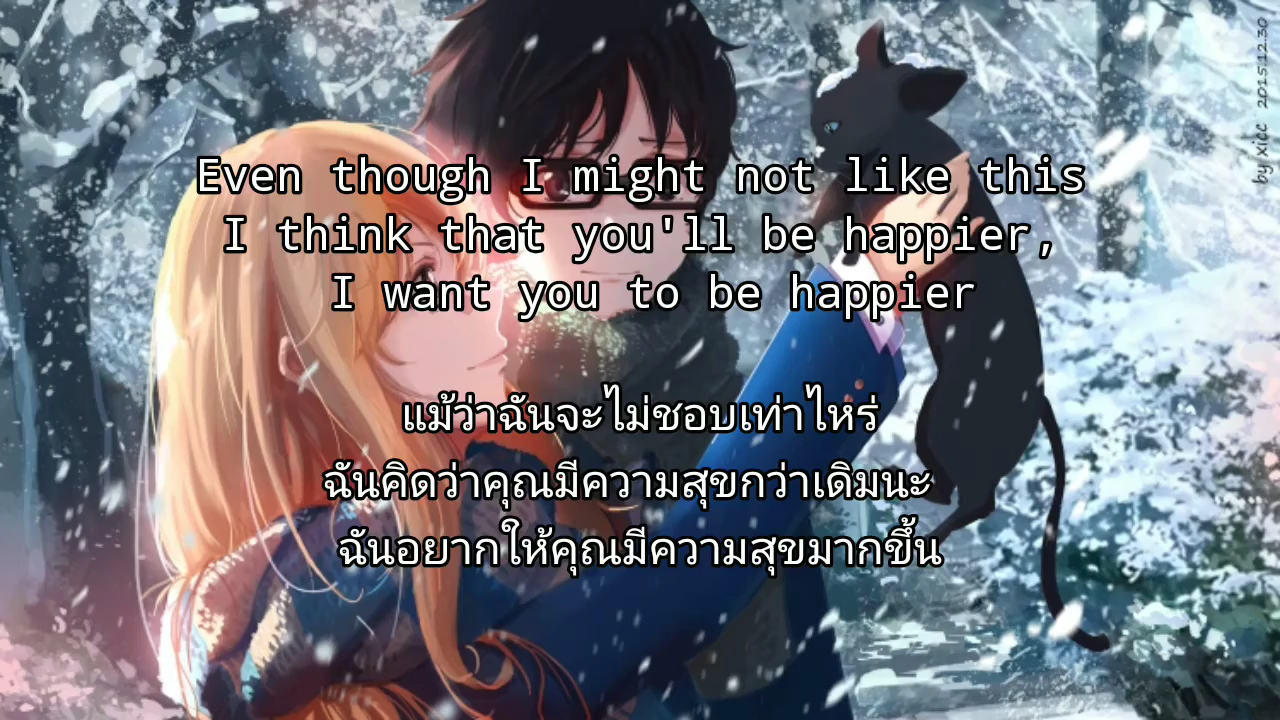 Even though I might not like this
I think that you'll be happier,
I want you to be happier
แม้ว่าฉันจะไม่ชอบเท่าไหร่
ฉันคิดว่าคุณมีความสุขกว่าเดิมนะ
ฉันอยากให้คุณมีความสุขมากขึ้น
by xicc 2015.12.30